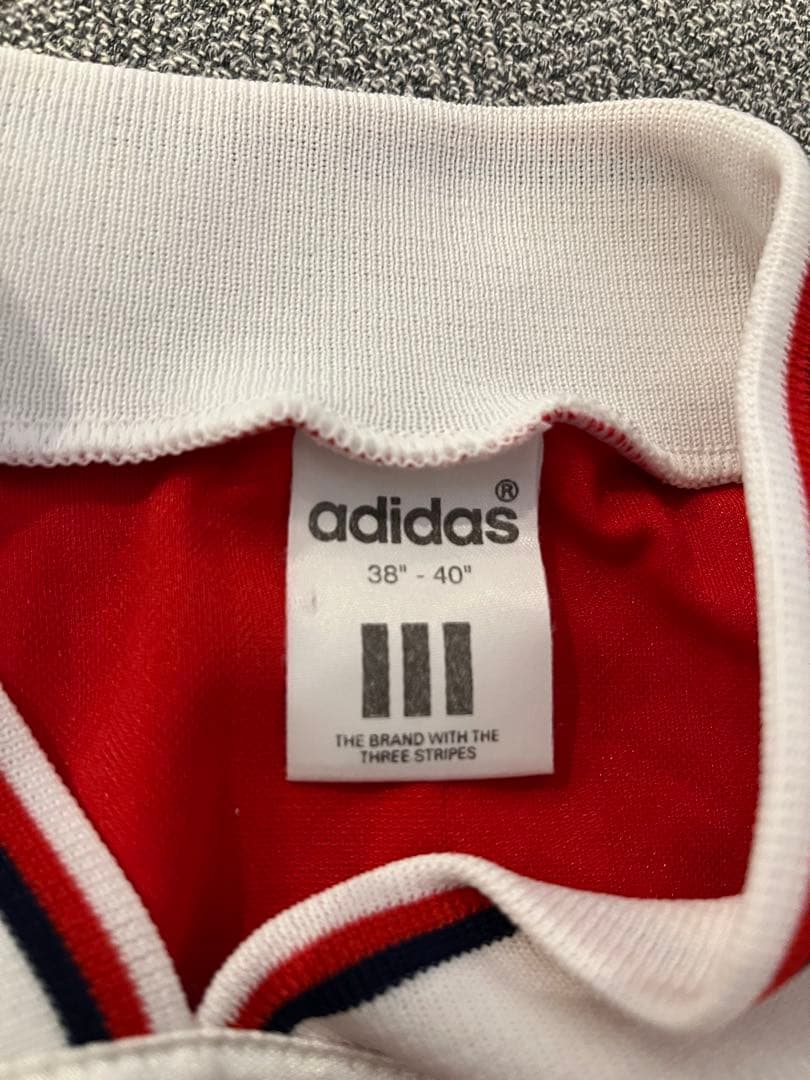 adidas®
38" - 40"
THE BRAND WITH THE
THREE STRIPES